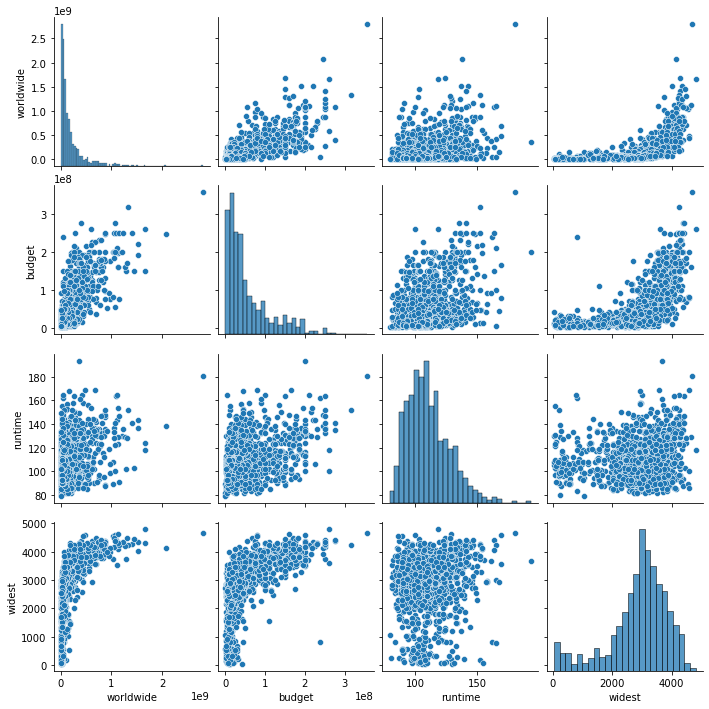 1e9
2.5
2.0
1.5
1.0
0.5
0.0
worldwide
1e8
3
2
1
0
budget
180
160
140
120
100
80
runtime
5000
4000
3000
2000
1000
0
widest
0 1 2
1e9
worldwide
0 1 2 3
1e8
budget
100 150
runtime
0 2000 4000
widest